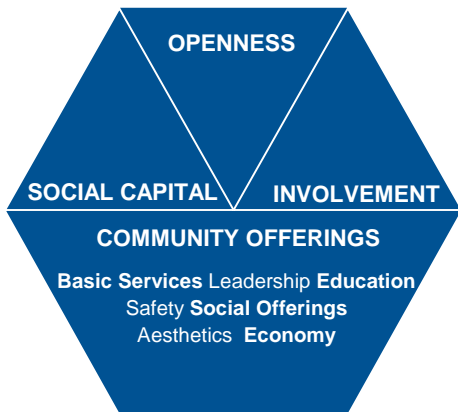 OPENNESS
SOCIAL CAPITAL
INVOLVEMENT
COMMUNITY OFFERINGS
Basic Services Leadership Education
Safety Social Offerings
Aesthetics Economy